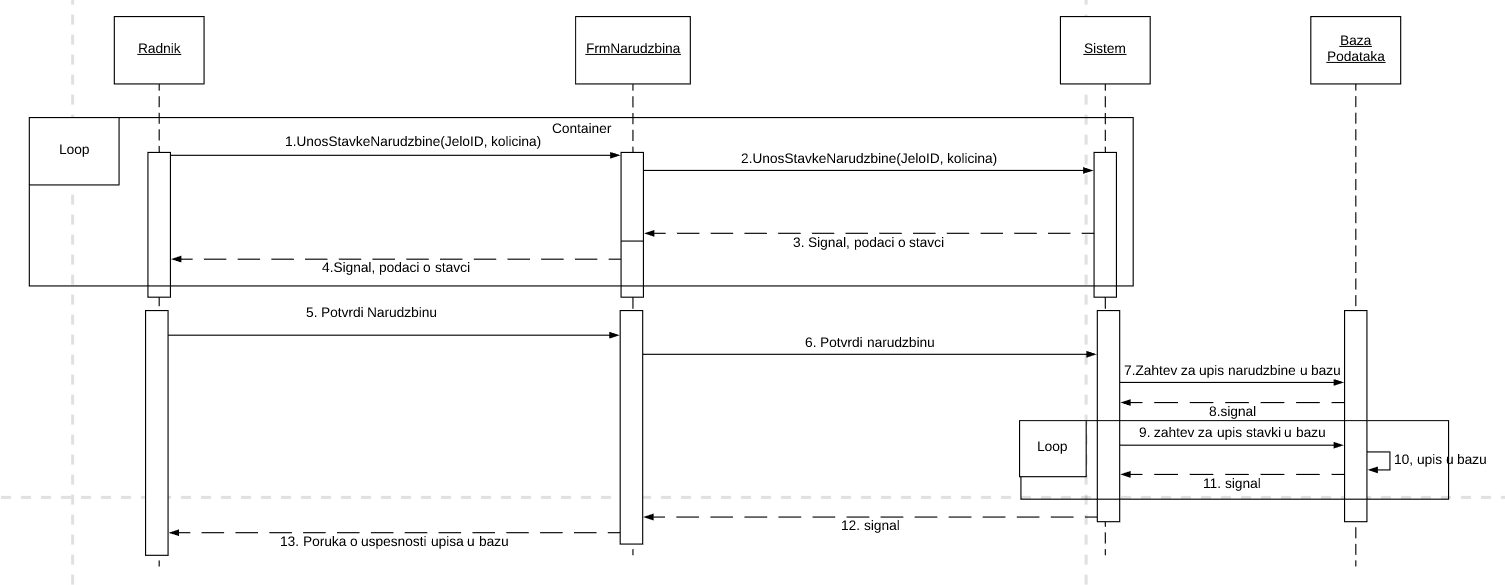 Radnik
FrmNarudzbina
Sistem
Baza
Podataka
Loop
Container
1.UnosStavkeNarudzbine(JeloID, kolicina)
2.UnosStavkeNarudzbine(JeloID, kolicina)
3. Signal, podaci o stavci
4.Signal, podaci o stavci
5. Potvrdi Narudzbinu
6. Potvrdi narudzbinu
7.Zahtev za upis narudzbine u bazu
8.signal
Loop
9. zahtev za upis stavki u bazu
10, upis u bazu
11. signal
12. signal
13. Poruka o uspesnosti upisa u bazu